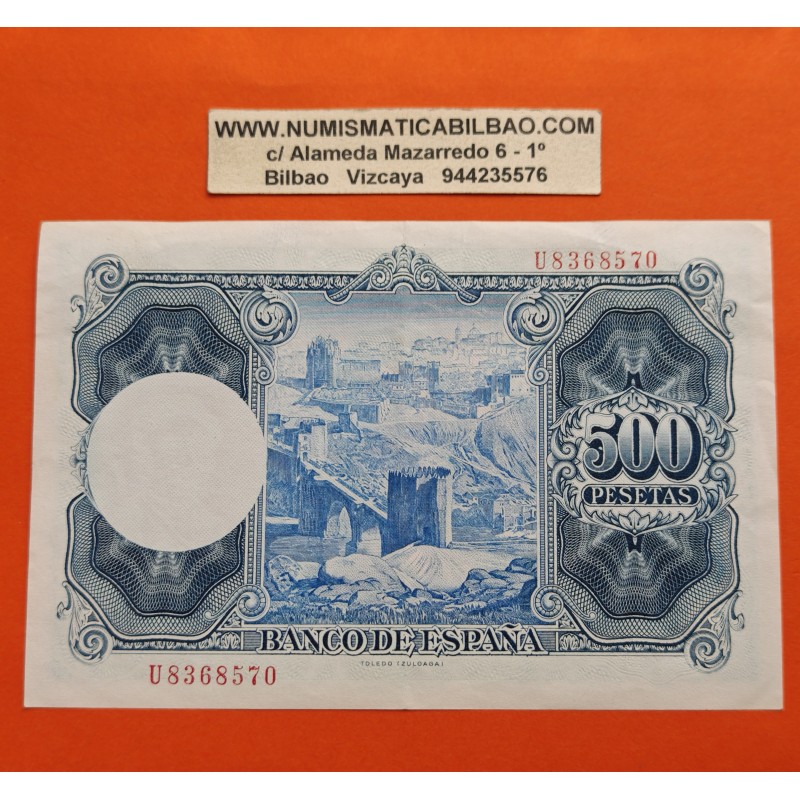 WWW.NUMISMATICABILBAO.COM
c/ Alameda Mazarredo 6 - 1º
Bilbao Vizcaya 944235576
U8368570
500
PESETAS
BANCO DE ESPAÑA
TOLEDO (ZULOAGA)
U8368570